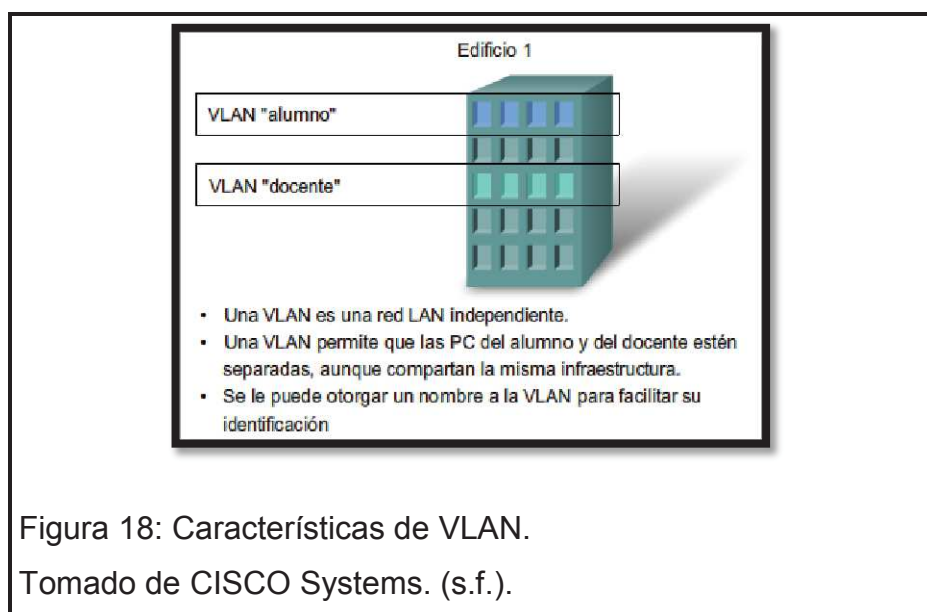 Edificio 1
VLAN "alumno"
VLAN "docente"
• Una VLAN es una red LAN independiente.
• Una VLAN permite que las PC del alumno y del docente estén
separadas, aunque compartan la misma infraestructura.
• Se le puede otorgar un nombre a la VLAN para facilitar su
identificación
Figura 18: Características de VLAN.
Tomado de CISCO Systems. (s.f.).